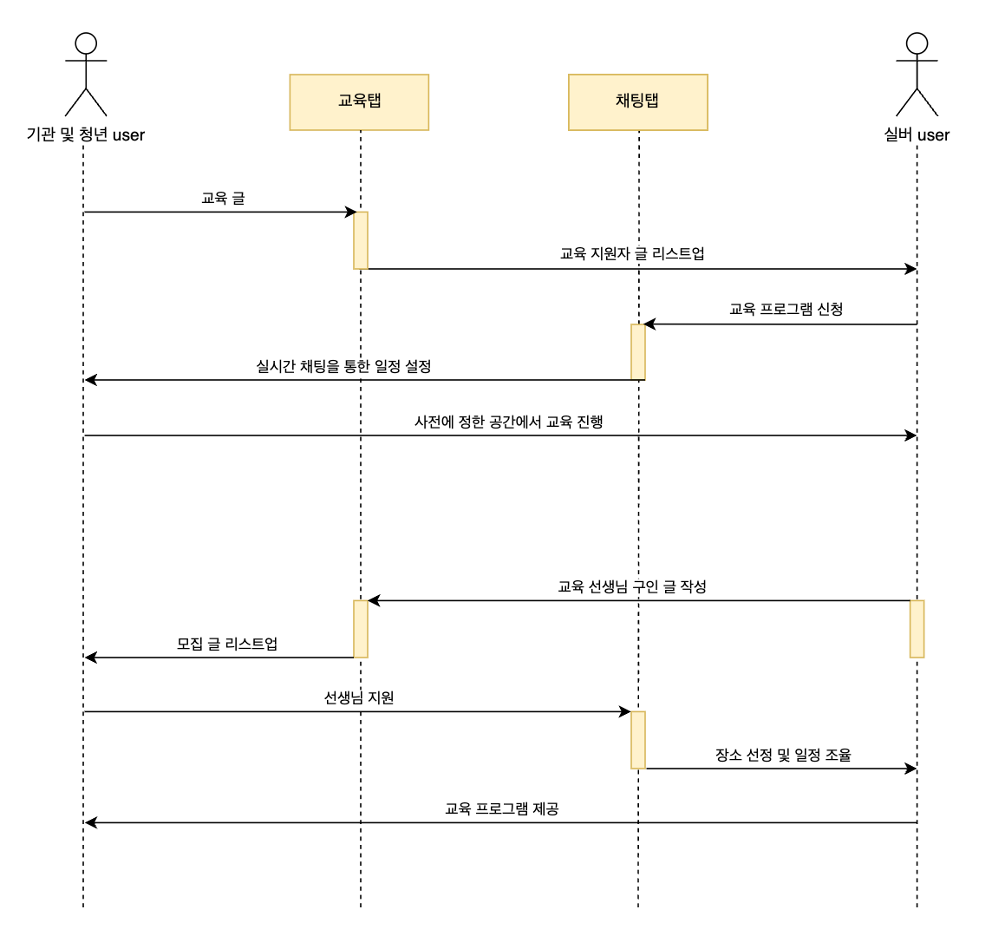 교육탭
채팅탭
기관 및 청년 user
실버 user
교육 글
교육 지원자 글 리스트업
교육 프로그램 신청
실시간 채팅을 통한 일정 설정
사전에 정한 공간에서 교육 진행
교육 선생님 구인 글 작성
모집 글 리스트업
선생님 지원
장소 선정 및 일정 조율
교육 프로그램 제공